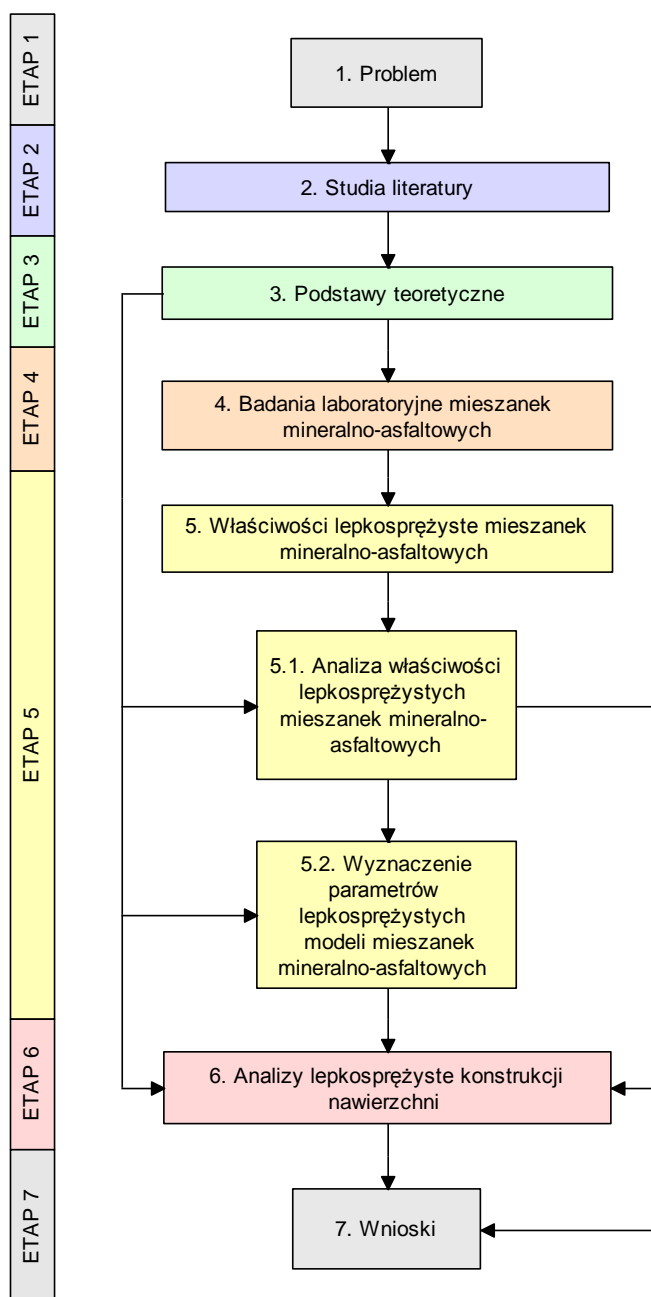 ETAP 1
1. Problem
ETAP 2
2. Studia literatury
ETAP 3
3. Podstawy teoretyczne
ETAP 4
4. Badania laboratoryjne mieszanek
mineralno-asfaltowych
ETAP 5
5. Właściwości lepkosprężyste mieszanek
mineralno-asfaltowych
5.1. Analiza właściwości
lepkosprężystych
mieszanek mineralno-
asfaltowych
5.2. Wyznaczenie
parametrów
lepkosprężystych
modeli mieszanek
mineralno-asfaltowych
ETAP 6
6. Analizy lepkosprężyste konstrukcji
nawierzchni
ETAP 7
7. Wnioski